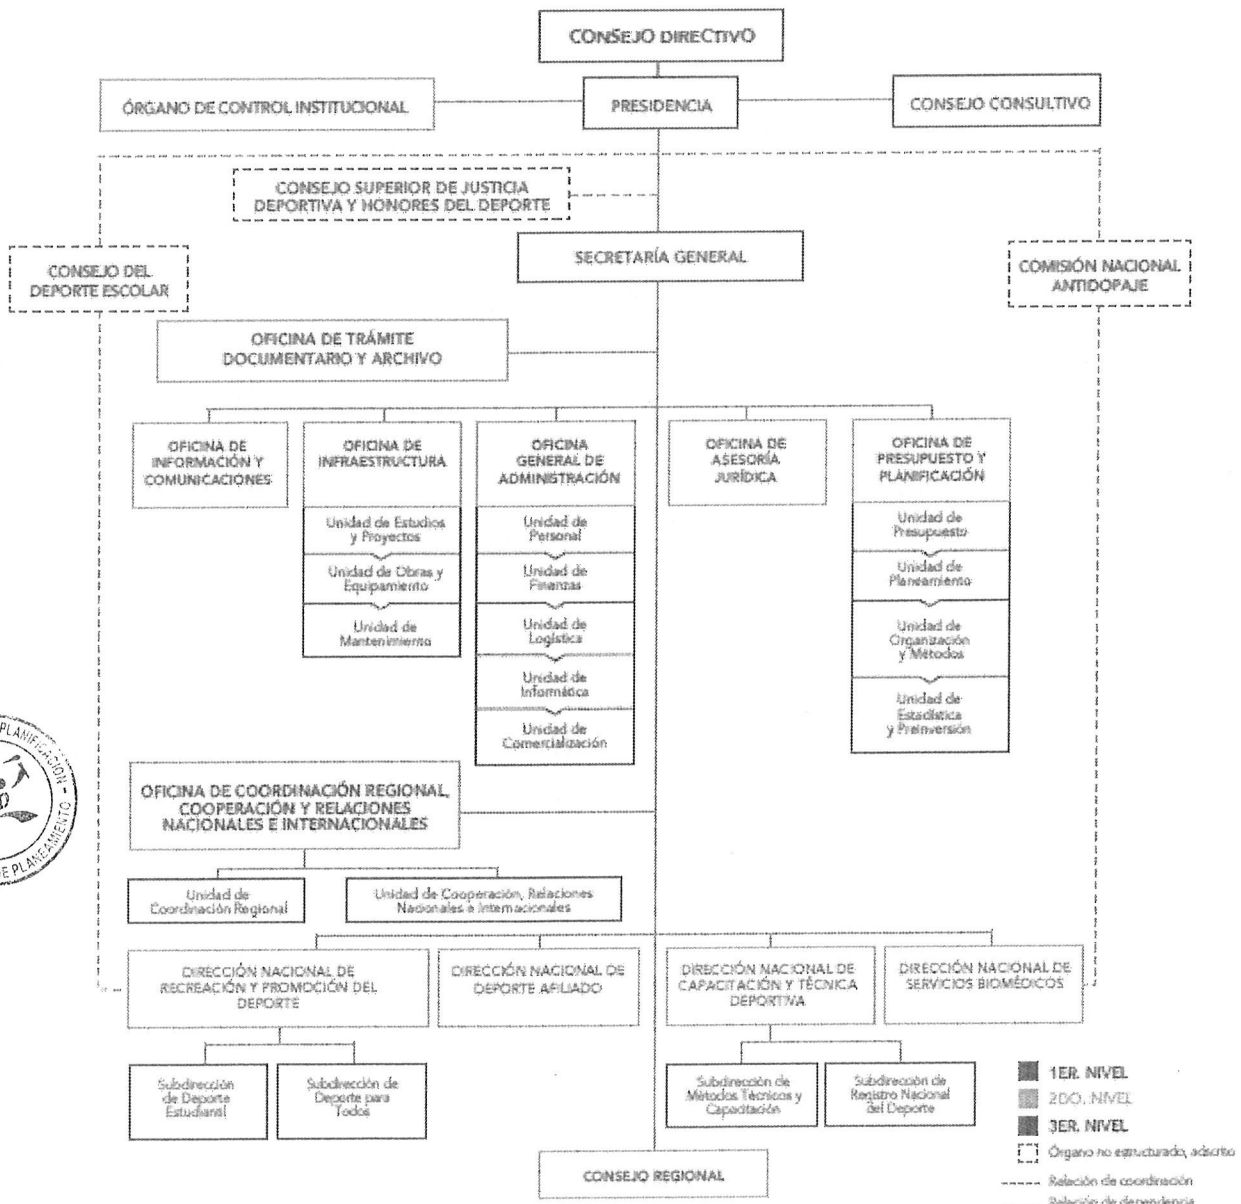 CONSEJO DIRECTIVO
ÓRGANO DE CONTROL INSTITUCIONAL
PRESIDENCIA
CONSEJO CONSULTIVO
CONSEJO SUPERIOR DE JUSTICIA
DEPORTIVA Y HONORES DEL DEPORTE
SECRETARÍA GENERAL
CONSEJO DEL
DEPORTE ESCOLAR
COMISIÓN NACIONAL
ANTIDOPAJE
OFICINA DE TRÁMITE
DOCUMENTARIO Y ARCHIVO
OFICINA DE
INFORMACIÓN Y
COMUNICACIONES
OFICINA DE
INFRAESTRUCTURA
Unidad de Estudios
y Proyectos
Unidad de Obras y
Equipamiento
Unidad de
Mantenimiento
OFICINA
GENERAL DE
ADMINISTRACIÓN
Unidad de
Personal
Unidad de
Finanzas
Unidad de
Logística
Unidad de
Informática
Unidad de
Comercialización
OFICINA DE
ASESORÍA
JURÍDICA
OFICINA DE
PRESUPUESTO Y
PLANIFICACIÓN
Unidad de
Presupuesto
Unidad de
Planeamiento
Unidad de
Organización
y Métodos
Unidad de
Estadística
y Preinversión
PLANIFICACIÓN -
DE PLANEAMIENTO
OFICINA DE COORDINACIÓN REGIONAL,
COOPERACIÓN Y RELACIONES
NACIONALES E INTERNACIONALES
Unidad de
Coordinación Regional
Unidad de Cooperación, Relaciones
Nacionales e Internacionales
DIRECCIÓN NACIONAL DE
RECREACIÓN Y PROMOCIÓN DEL
DEPORTE
DIRECCIÓN NACIONAL DE
DEPORTE AFILIADO
DIRECCIÓN NACIONAL DE
CAPACITACIÓN Y TÉCNICA
DEPORTIVA
DIRECCIÓN NACIONAL DE
SERVICIOS BIOMÉDICOS
Subdirección
de Deporte
Estudiantil
Subdirección de
Deporte para
Todos
Subdirección de
Métodos Técnicos y
Capacitación
Subdirección de
Registro Nacional
del Deporte
CONSEJO REGIONAL
1ER. NIVEL
2DO. NIVEL
3ER. NIVEL
Órgano no estructurado, adscrito
Relación de coordinación
Relación de dependencia